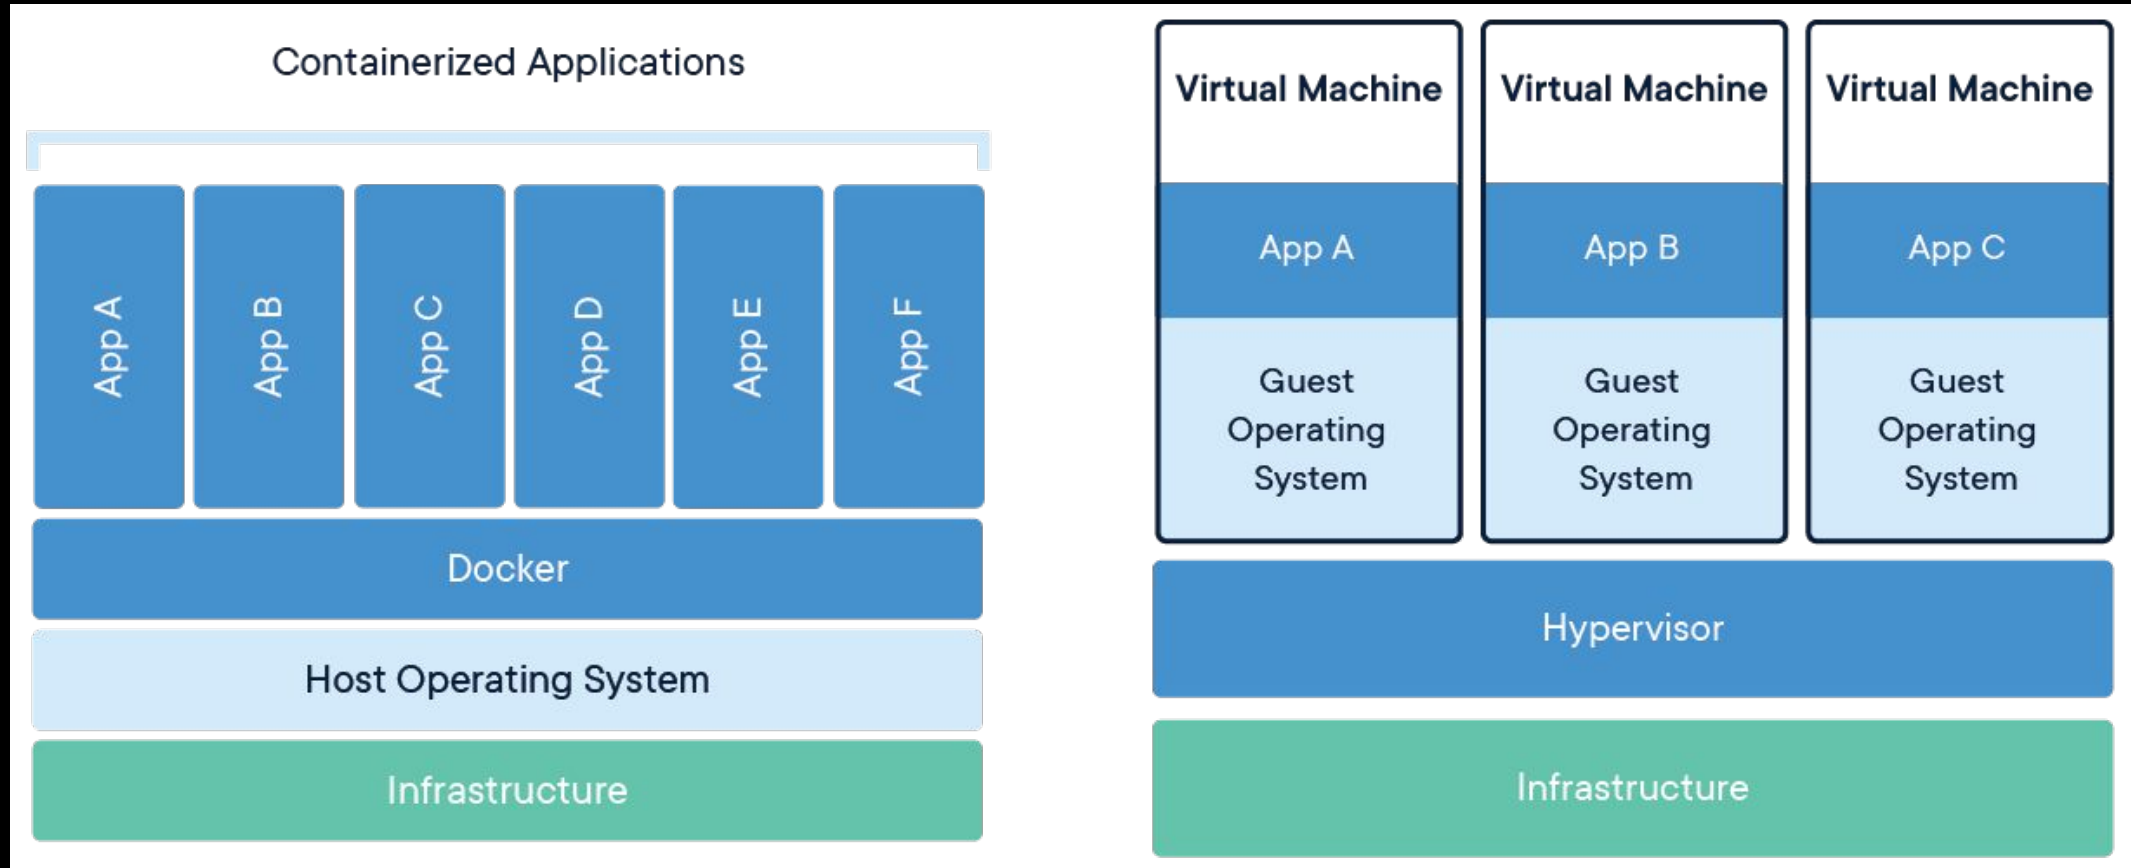 Containerized Applications
App A
App B
App C
App D
App E
App F
Docker
Host Operating System
Infrastructure
Virtual Machine
App A
Guest
Operating
System
Virtual Machine
App B
Guest
Operating
System
Virtual Machine
App C
Guest
Operating
System
Hypervisor
Infrastructure